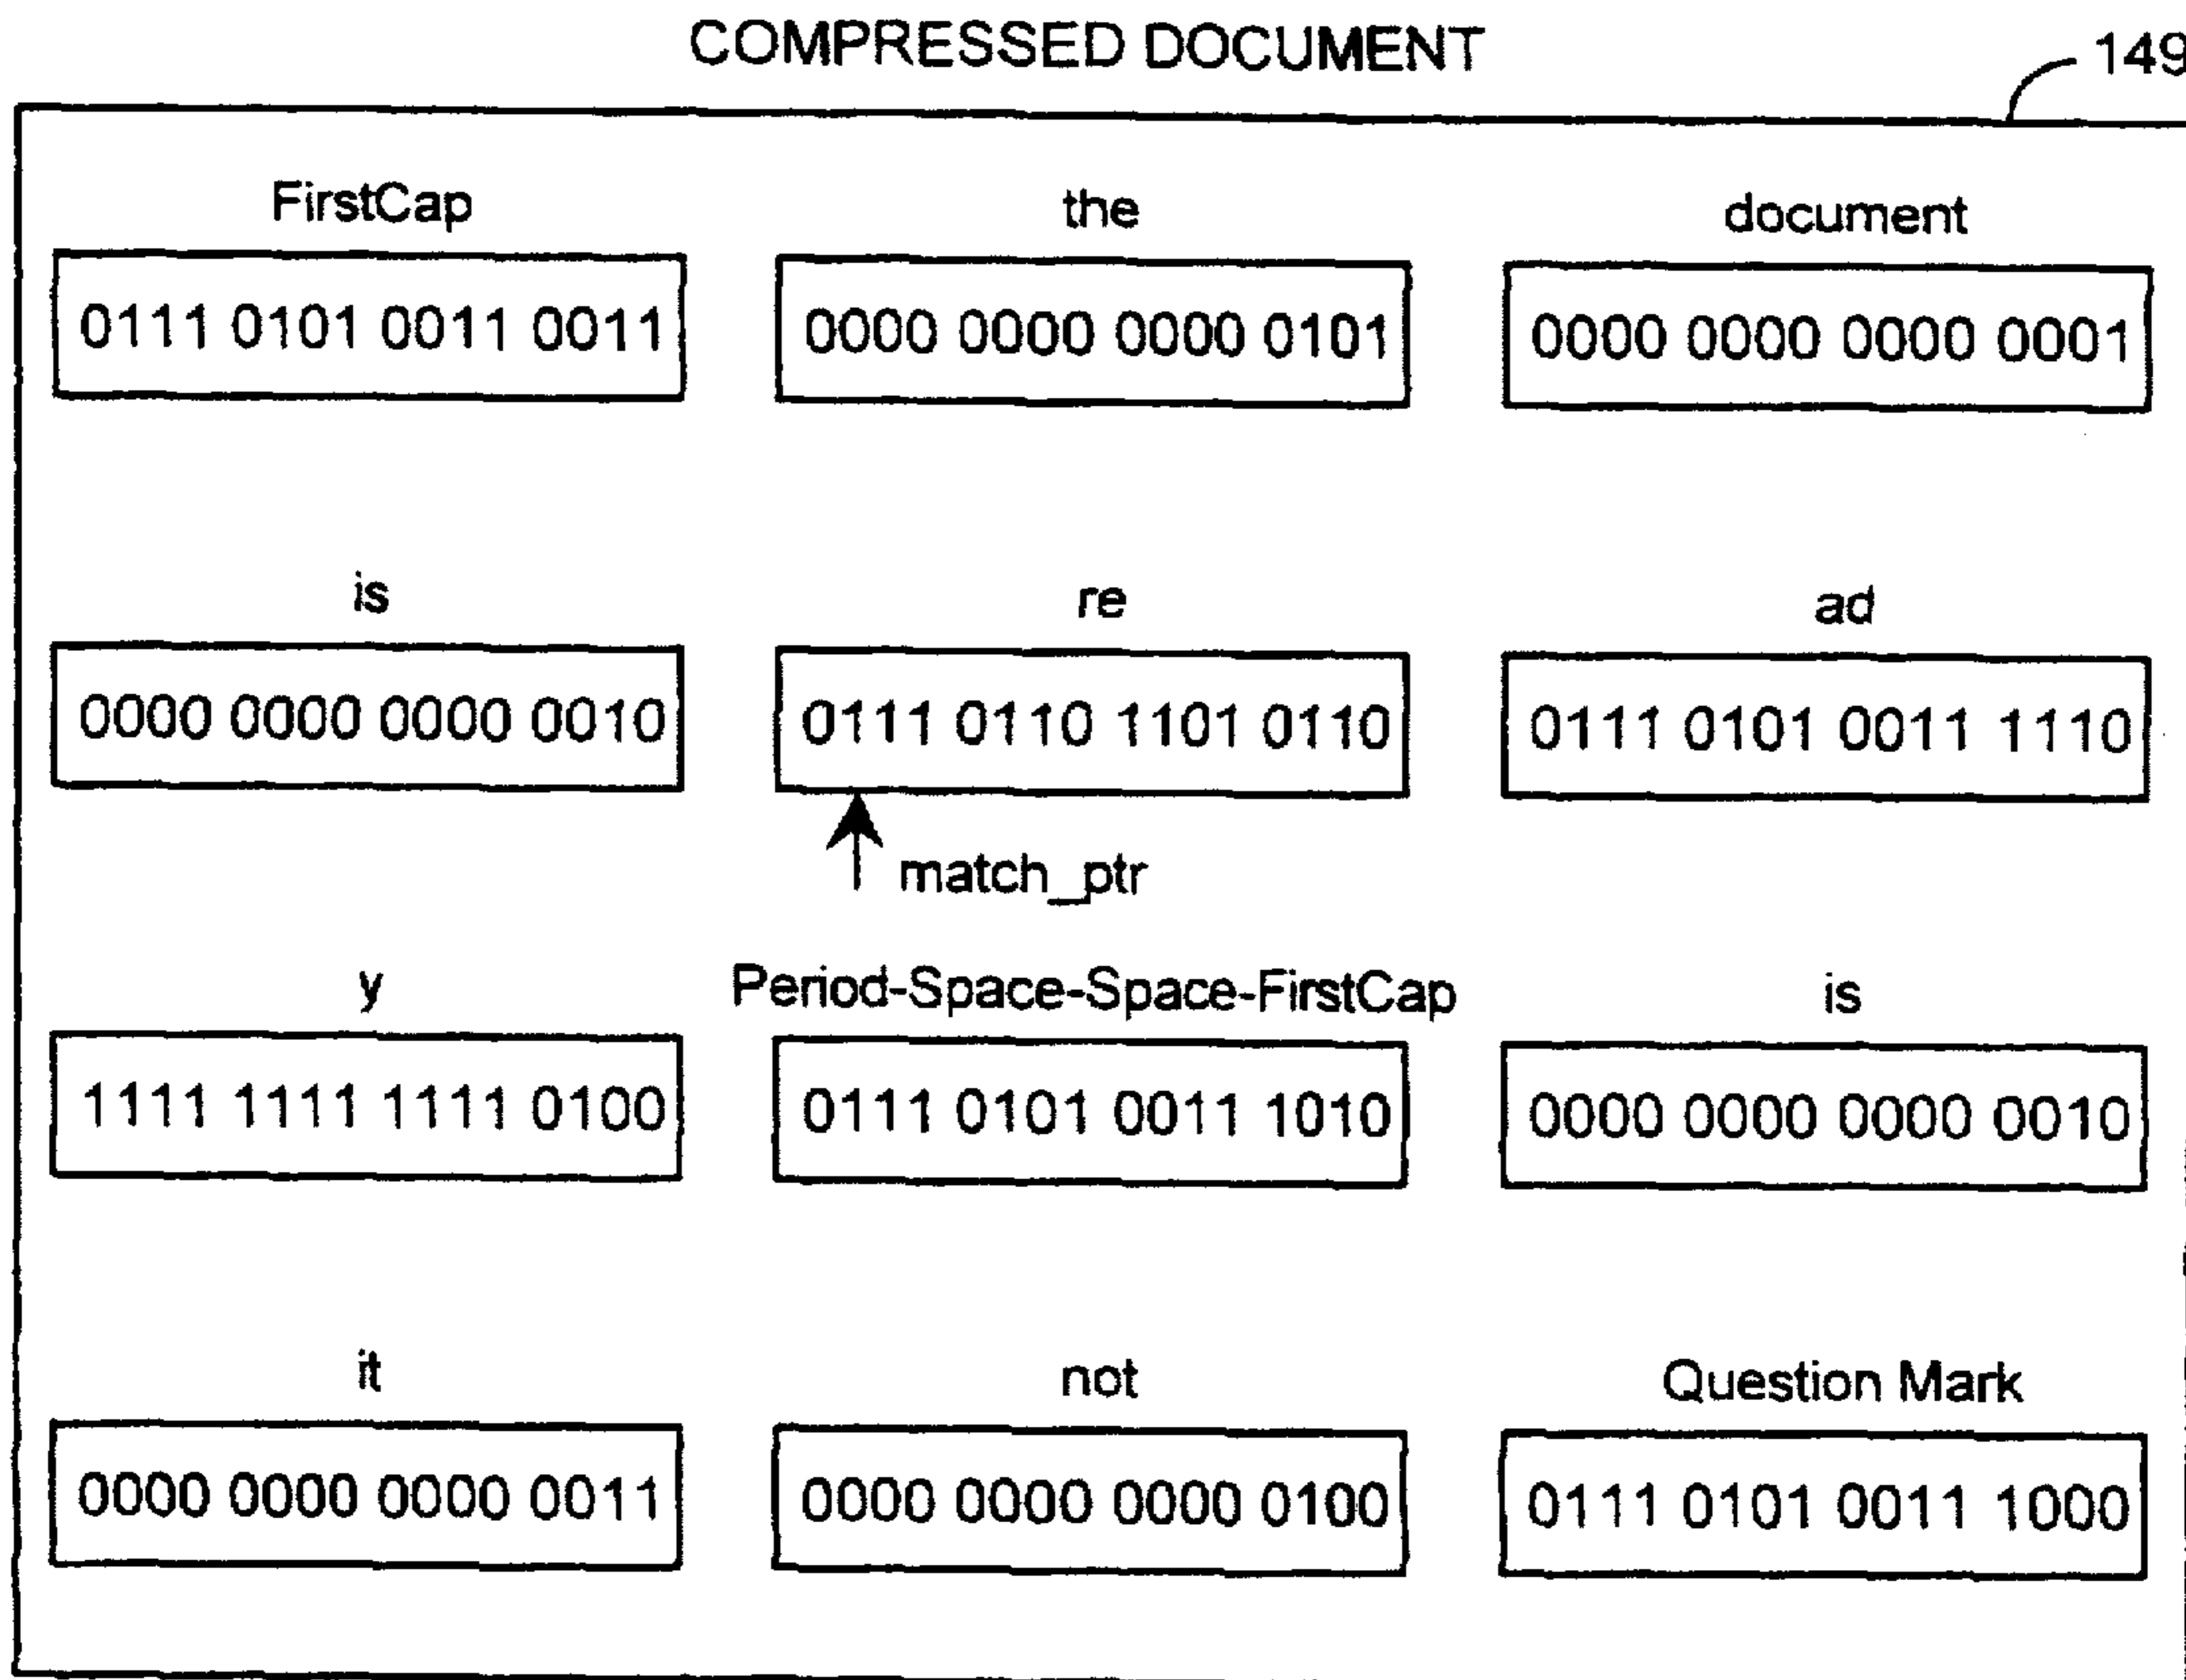 COMPRESSED DOCUMENT
149
FirstCap the document
0111 0101 0011 0011 0000 0000 0000 0101 0000 0000 0000 0001
is re ad
0000 0000 0000 0010 0111 0110 1101 0110 0111 0101 0011 1110
match_ptr
y Period-Space-Space-FirstCap is
1111 1111 1111 0100 0111 0101 0011 1010 0000 0000 0000 0010
it not Question Mark
0000 0000 0000 0011 0000 0000 0000 0100 0111 0101 0011 1000